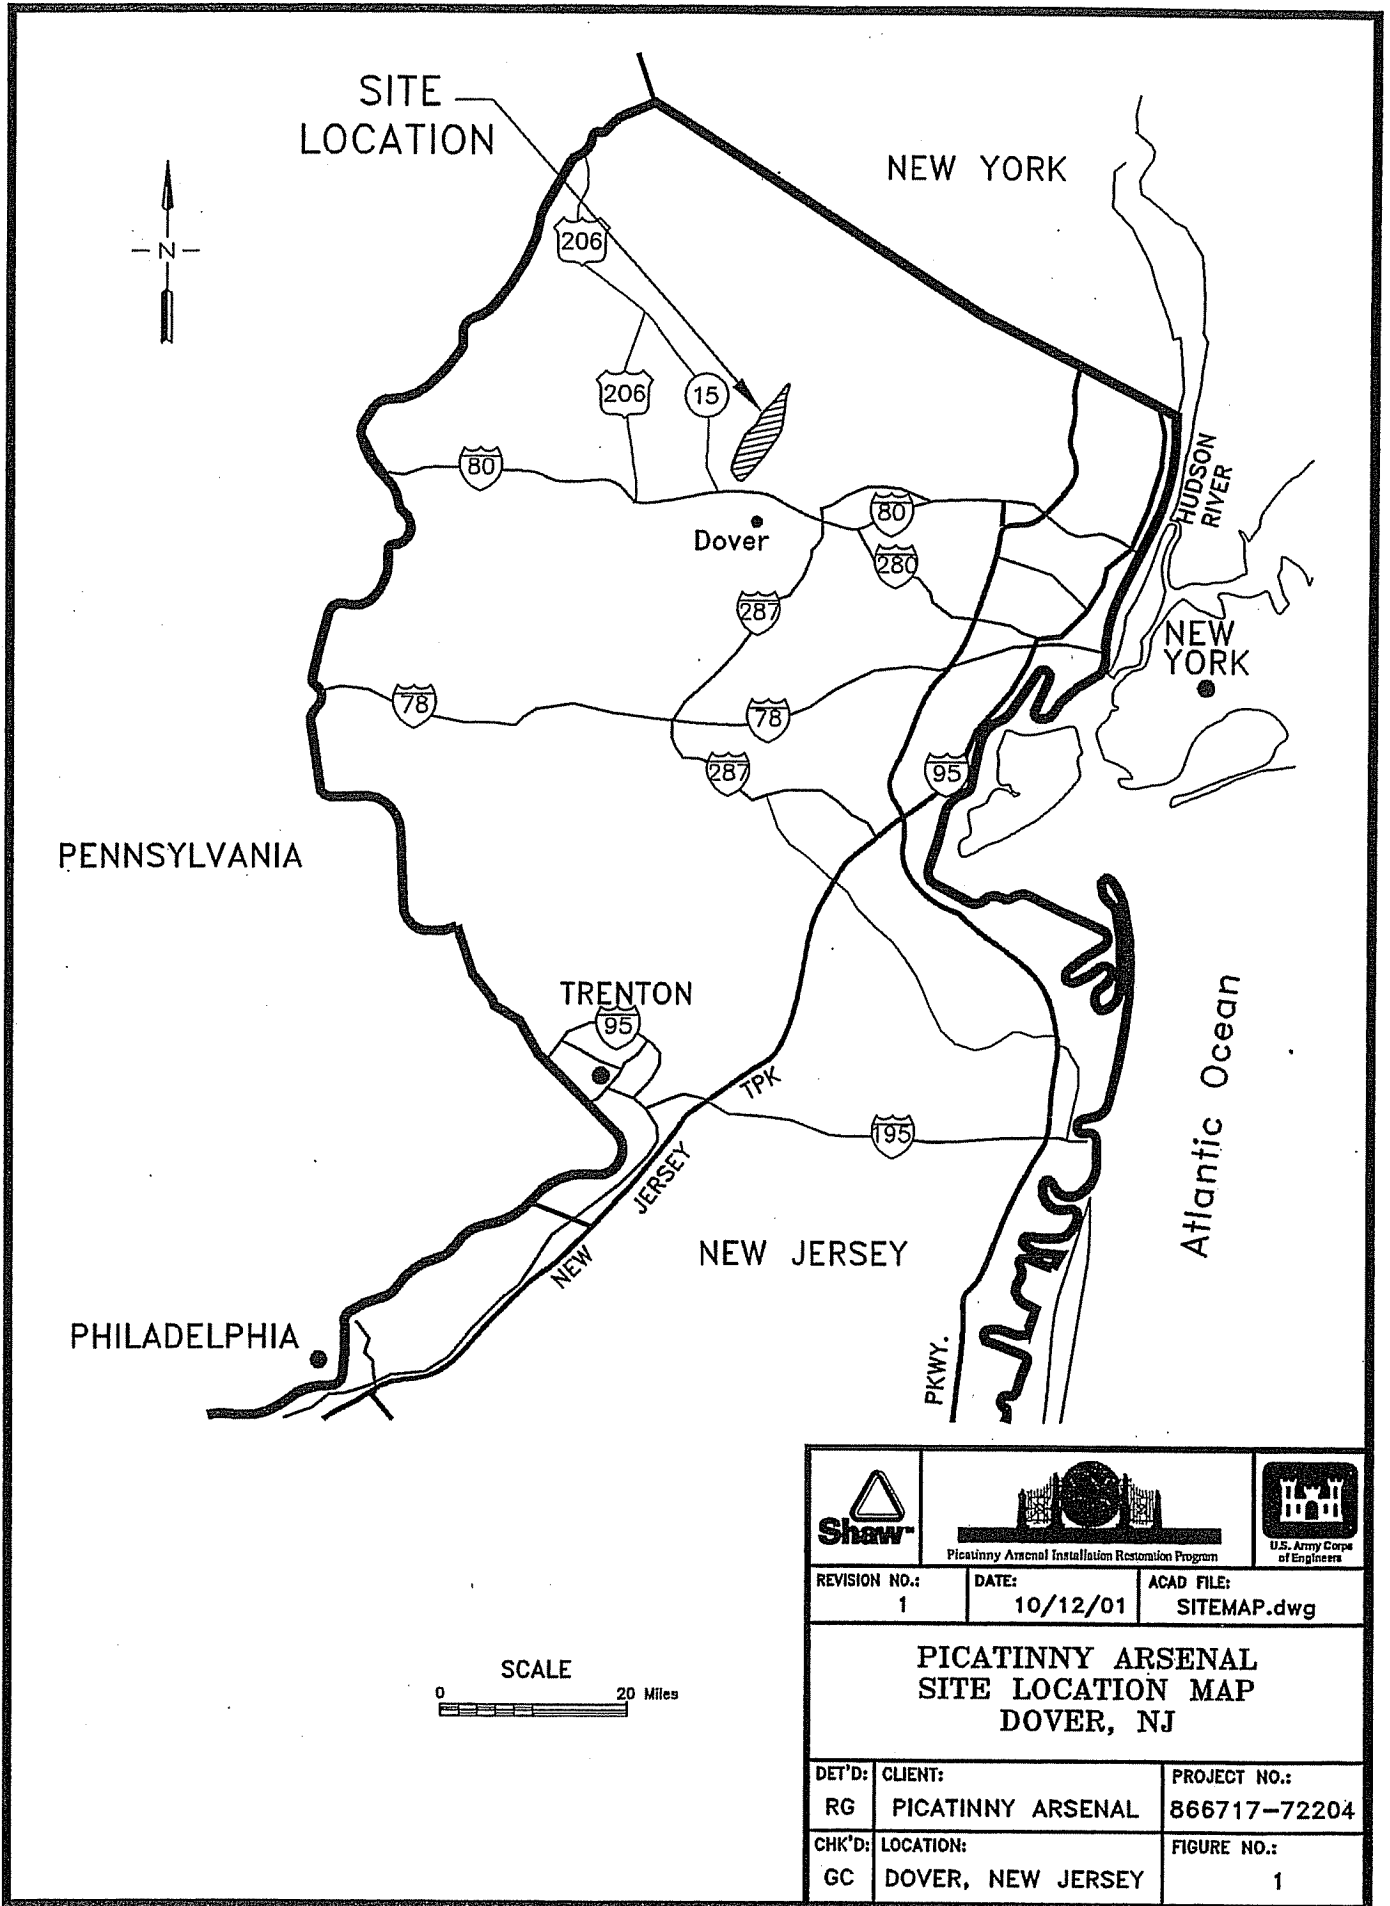 SITE
LOCATION
NEW YORK
N
206
206
15
80
HUDSON
RIVER
80
Dover
280
287
NEW
YORK
78
78
287
95
PENNSYLVANIA
TRENTON
95
TPK
195
JERSEY
Atlantic Ocean
NEW JERSEY
NEW
PHILADELPHIA
PKWY.
Shaw™
Picatinny Arsenal Installation Restoration Program
U.S. Army Corps
of Engineers
REVISION NO.:
1
DATE:
10/12/01
ACAD FILE:
SITEMAP.dwg
SCALE
0 20 Miles
PICATINNY ARSENAL
SITE LOCATION MAP
DOVER, NJ
DET'D:
RG
CLIENT:
PICATINNY ARSENAL
PROJECT NO.:
866717-72204
CHK'D:
GC
LOCATION:
DOVER, NEW JERSEY
FIGURE NO.:
1